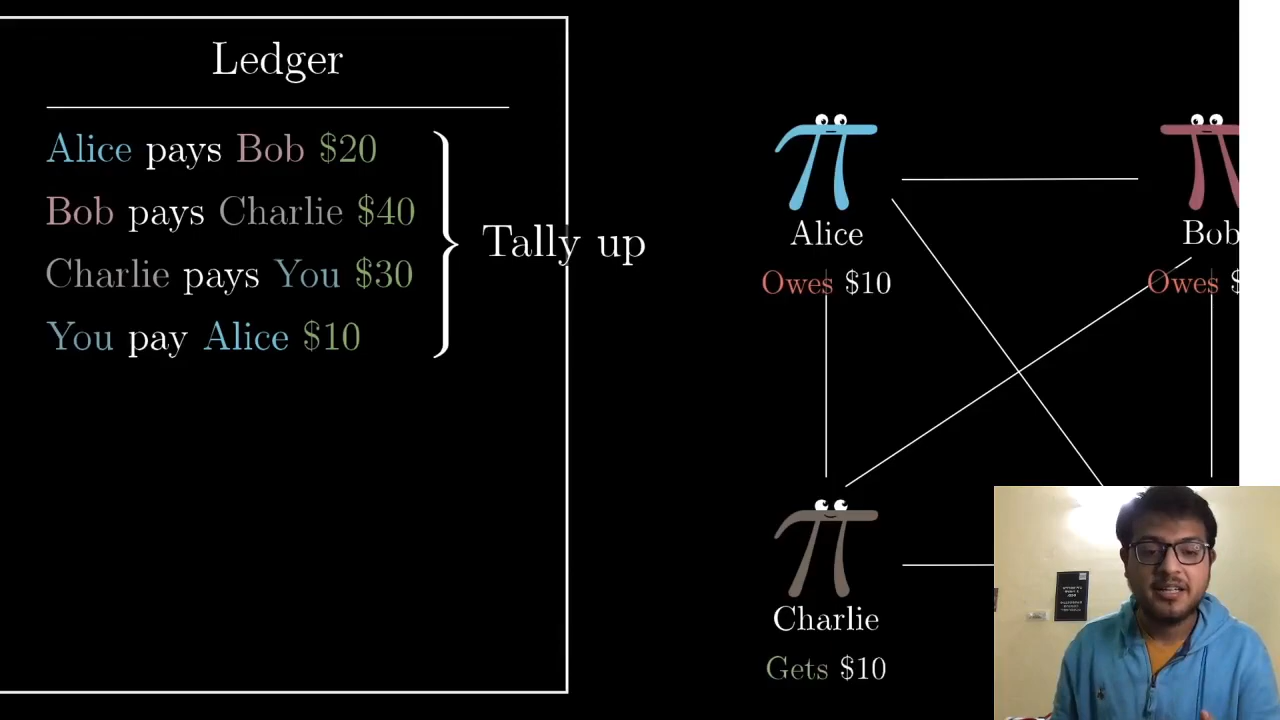 Ledger
Alice pays Bob $20
Bob pays Charlie $40
Charlie pays You $30
You pay Alice $10
Tally up
Alice
Bob
Owes $10
Owes $
Charlie
Gets $10